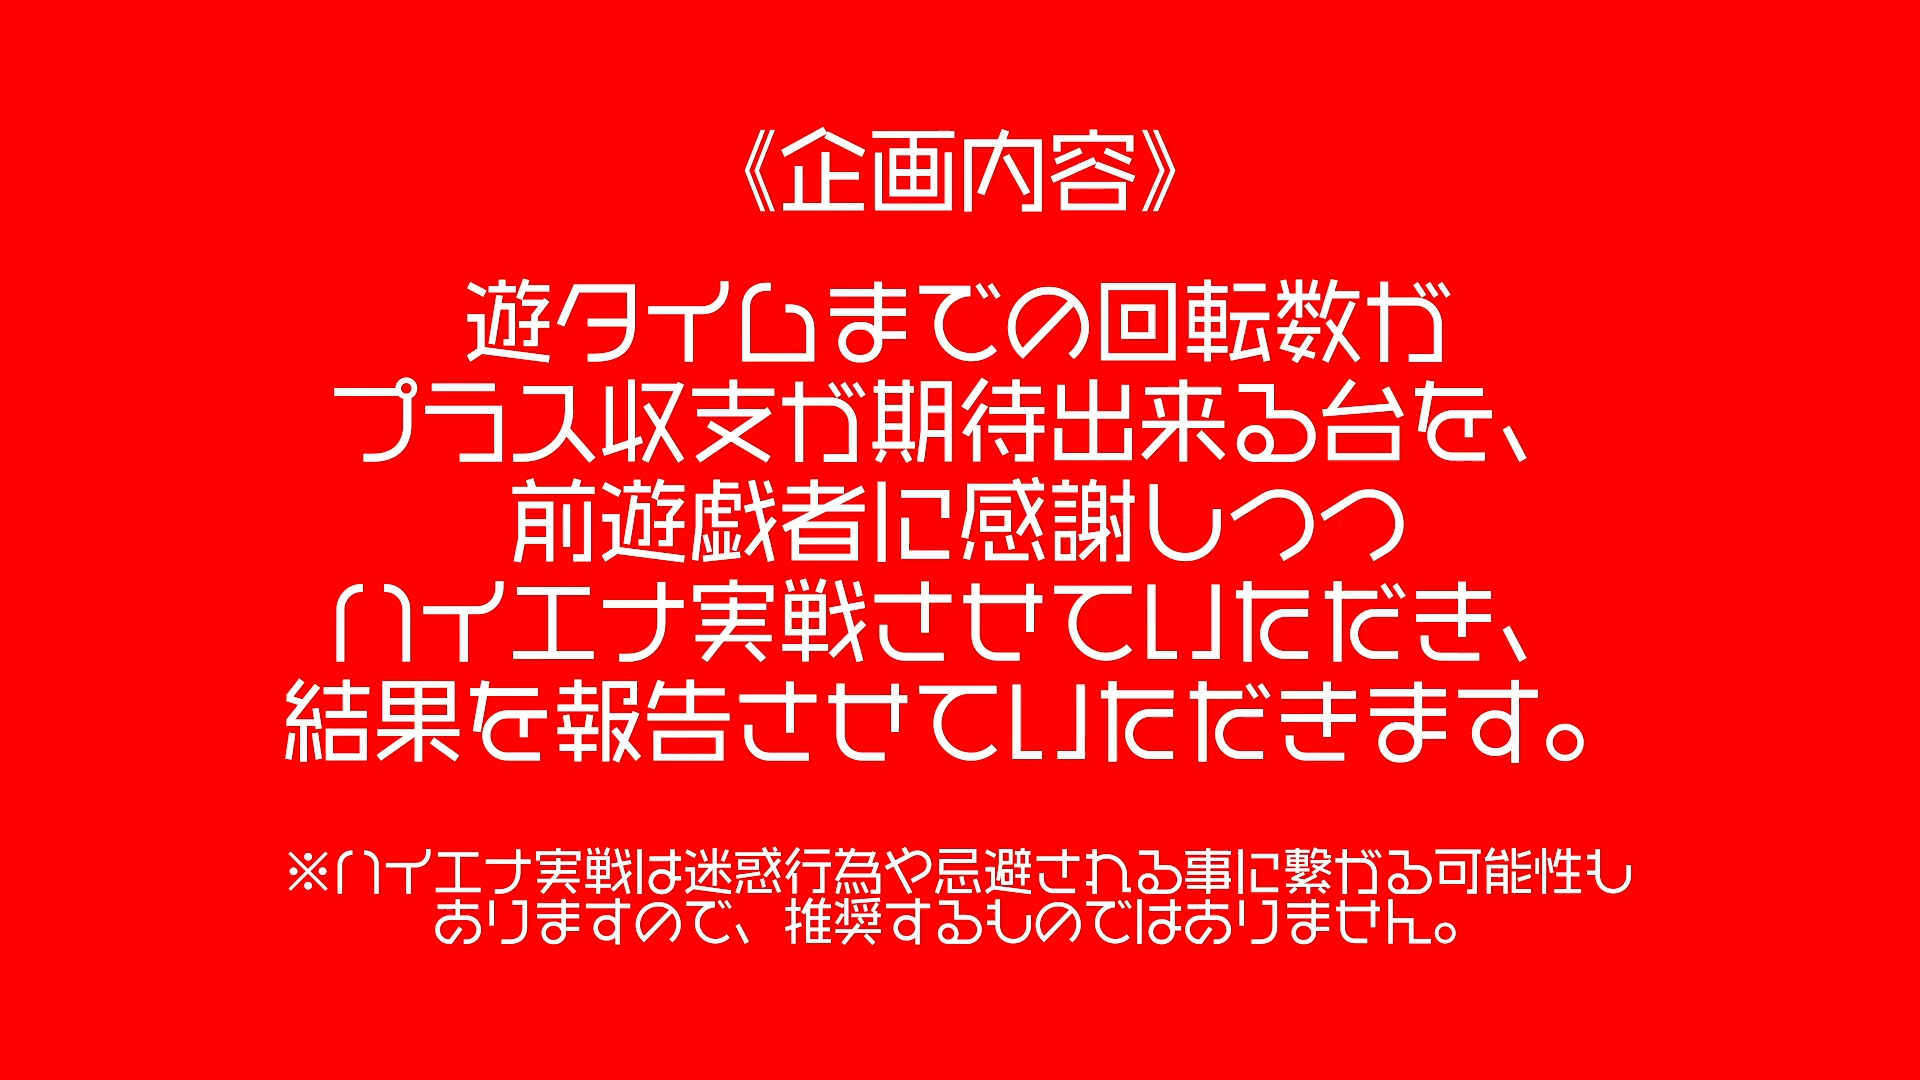 《企画内容》
遊タイムまでの回転数が
プラス収支が期待出来る台を、
前遊戯者に感謝しつつ
ハイエナ実戦させていただき、
結果を報告させていただきます。
※ハイエナ実戦は迷惑行為や忌避される事に繋がる可能性も
ありますので、推奨するものではありません。